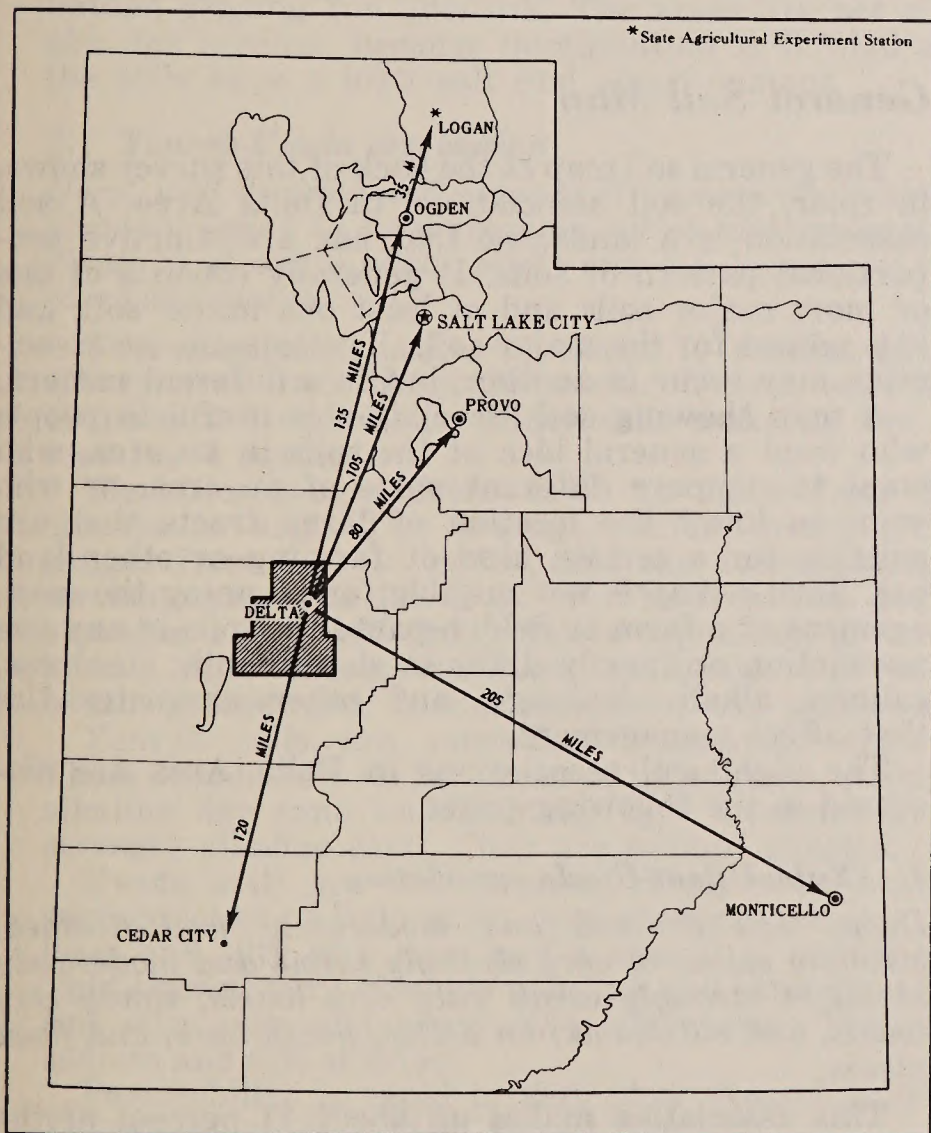 *State Agricultural Experiment Station
*
LOGAN
35 M
OGDEN
SALT LAKE CITY
135 MILES
105 MILES
PROVO
80 MILES
DELTA
205 MILES
120 MILES
MONTICELLO
CEDAR CITY